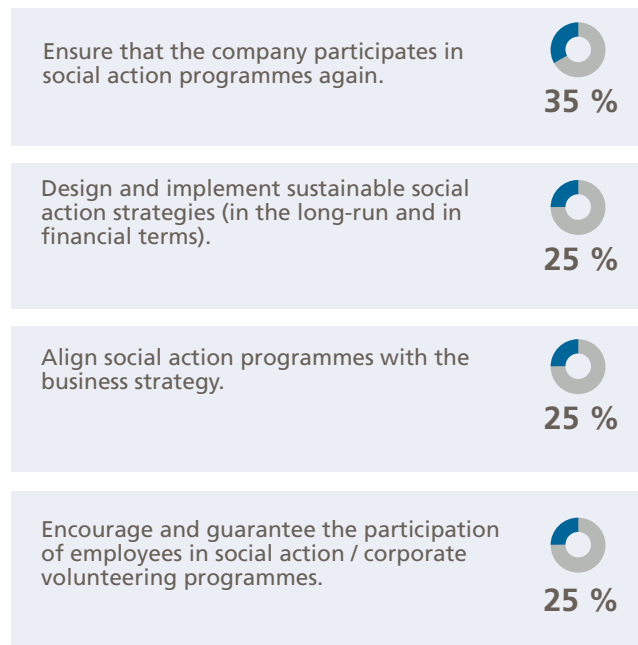 Ensure that the company participates in
social action programmes again.
35 %
Design and implement sustainable social
action strategies (in the long-run and in
financial terms).
25 %
Align social action programmes with the
business strategy.
25 %
Encourage and guarantee the participation
of employees in social action / corporate
volunteering programmes.
25 %